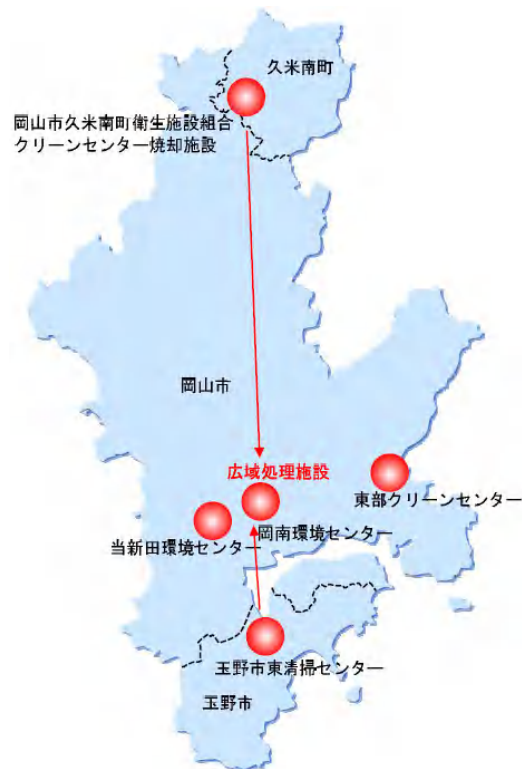 久米南町
岡山市久米南町衛生施設組合
クリーンセンター焼却施設
岡山市
広域処理施設
東部クリーンセンター
岡南環境センター
当新田環境センター
玉野市東清掃センター
玉野市